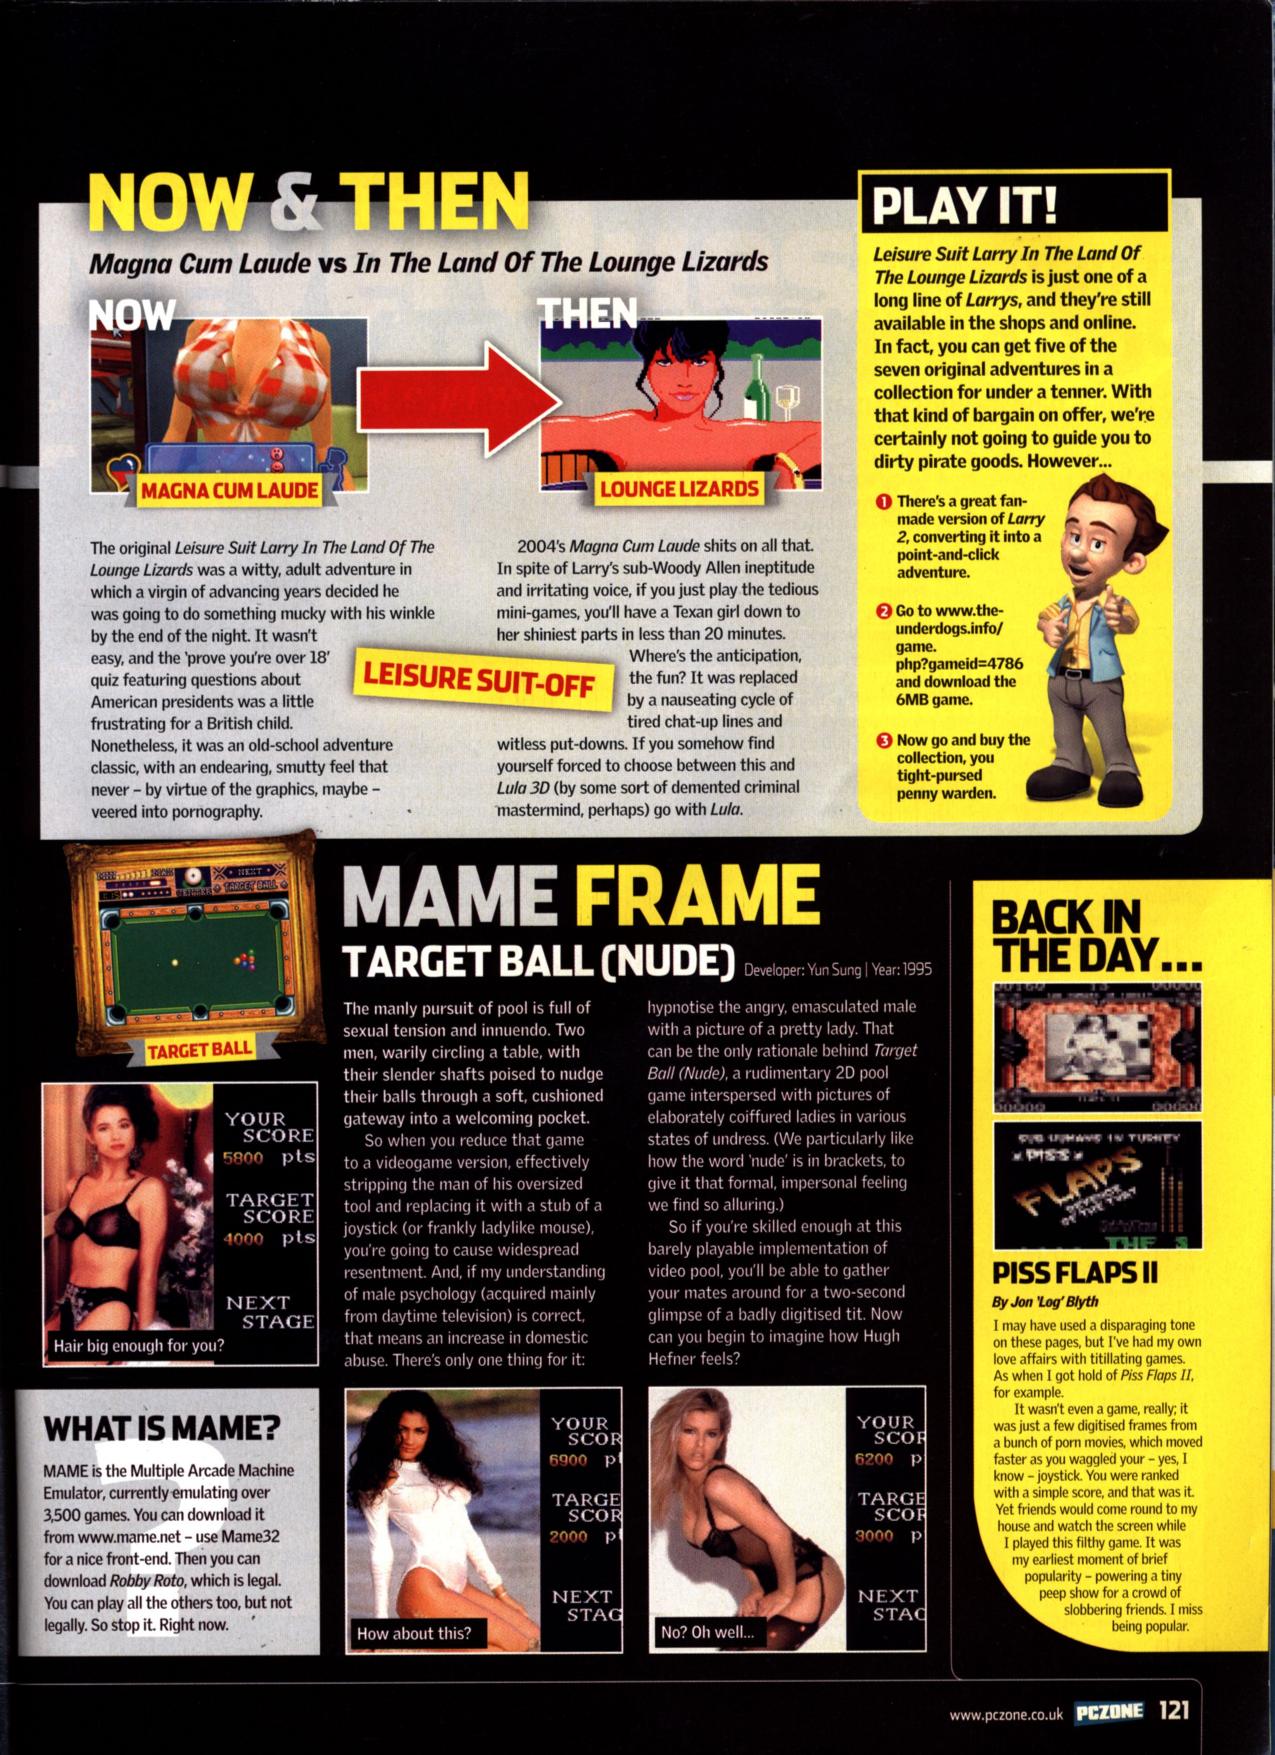 NOW & THEN
Magna Cum Laude vs In The Land Of The Lounge Lizards
NOW
MAGNA CUM LAUDE
THEN
LOUNGE LIZARDS
The original Leisure Suit Larry In The Land Of The
Lounge Lizards was a witty, adult adventure in
which a virgin of advancing years decided he
was going to do something mucky with his winkle
by the end of the night. It wasn't
easy, and the 'prove you're over 18'
quiz featuring questions about
American presidents was a little
frustrating for a British child.
Nonetheless, it was an old-school adventure
classic, with an endearing, smutty feel that
never – by virtue of the graphics, maybe –
veered into pornography.
LEISURE SUIT-OFF
2004's Magna Cum Laude shits on all that.
In spite of Larry's sub-Woody Allen ineptitude
and irritating voice, if you just play the tedious
mini-games, you'll have a Texan girl down to
her shiniest parts in less than 20 minutes.
Where's the anticipation,
the fun? It was replaced
by a nauseating cycle of
tired chat-up lines and
witless put-downs. If you somehow find
yourself forced to choose between this and
Lula 3D (by some sort of demented criminal
mastermind, perhaps) go with Lula.
PLAY IT!
Leisure Suit Larry In The Land Of
The Lounge Lizards is just one of a
long line of Larrys, and they're still
available in the shops and online.
In fact, you can get five of the
seven original adventures in a
collection for under a tenner. With
that kind of bargain on offer, we're
certainly not going to guide you to
dirty pirate goods. However...
1 There's a great fan-
made version of Larry
2, converting it into a
point-and-click
adventure.
2 Go to www.the-
underdogs.info/
game.
php?gameid=4786
and download the
6MB game.
3 Now go and buy the
collection, you
tight-pursed
penny warden.
NEXT
TARGET BALL
TARGET BALL
MAME FRAME
TARGET BALL (NUDE) Developer: Yun Sung | Year: 1995
The manly pursuit of pool is full of
sexual tension and innuendo. Two
men, warily circling a table, with
their slender shafts poised to nudge
their balls through a soft, cushioned
gateway into a welcoming pocket.
So when you reduce that game
to a videogame version, effectively
stripping the man of his oversized
tool and replacing it with a stub of a
joystick (or frankly ladylike mouse),
you're going to cause widespread
resentment. And, if my understanding
of male psychology (acquired mainly
from daytime television) is correct,
that means an increase in domestic
abuse. There's only one thing for it:
hypnotise the angry, emasculated male
with a picture of a pretty lady. That
can be the only rationale behind Target
Ball (Nude), a rudimentary 2D pool
game interspersed with pictures of
elaborately coiffured ladies in various
states of undress. (We particularly like
how the word 'nude' is in brackets, to
give it that formal, impersonal feeling
we find so alluring.)
So if you're skilled enough at this
barely playable implementation of
video pool, you'll be able to gather
your mates around for a two-second
glimpse of a badly digitised tit. Now
can you begin to imagine how Hugh
Hefner feels?
YOUR
SCORE
5800 pts
TARGET
SCORE
4000 pts
NEXT
STAGE
Hair big enough for you?
WHAT IS MAME?
MAME is the Multiple Arcade Machine
Emulator, currently emulating over
3,500 games. You can download it
from www.mame.net – use Mame32
for a nice front-end. Then you can
download Robby Roto, which is legal.
You can play all the others too, but not
legally. So stop it. Right now.
YOUR
SCOR
6900 pt
TARGE
SCOR
2000 pt
NEXT
STAG
How about this?
YOUR
SCOR
6200 p
TARGE
SCOR
3000 p
NEXT
STAG
No? Oh well...
BACK IN
THE DAY...
PISS
FLAPS
THE
PISS FLAPS II
By Jon 'Log' Blyth
I may have used a disparaging tone
on these pages, but I've had my own
love affairs with titillating games.
As when I got hold of Piss Flaps II,
for example.
It wasn't even a game, really; it
was just a few digitised frames from
a bunch of porn movies, which moved
faster as you waggled your – yes, I
know – joystick. You were ranked
with a simple score, and that was it.
Yet friends would come round to my
house and watch the screen while
I played this filthy game. It was
my earliest moment of brief
popularity – powering a tiny
peep show for a crowd of
slobbering friends. I miss
being popular.
www.pczone.co.uk PCZONE 121